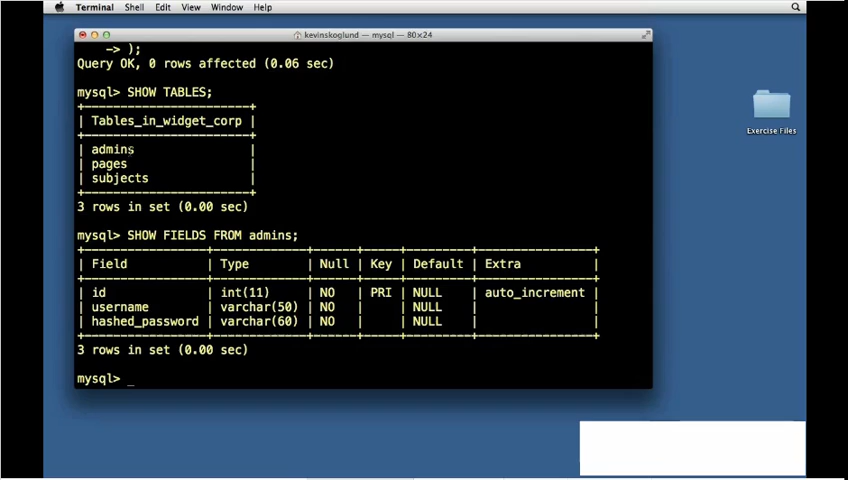 Terminal Shell Edit View Window Help
kevinskoglund — mysql — 80×24
-> );
Query OK, 0 rows affected (0.06 sec)
mysql> SHOW TABLES;
+-----------------------+
| Tables_in_widget_corp |
+-----------------------+
| admins                |
| pages                 |
| subjects              |
+-----------------------+
3 rows in set (0.00 sec)
mysql> SHOW FIELDS FROM admins;
+-----------------+-------------+------+-----+---------+----------------+
| Field           | Type        | Null | Key | Default | Extra          |
+-----------------+-------------+------+-----+---------+----------------+
| id              | int(11)     | NO   | PRI | NULL    | auto_increment |
| username        | varchar(50) | NO   |     | NULL    |                |
| hashed_password | varchar(60) | NO   |     | NULL    |                |
+-----------------+-------------+------+-----+---------+----------------+
3 rows in set (0.00 sec)
mysql> _
Exercise Files